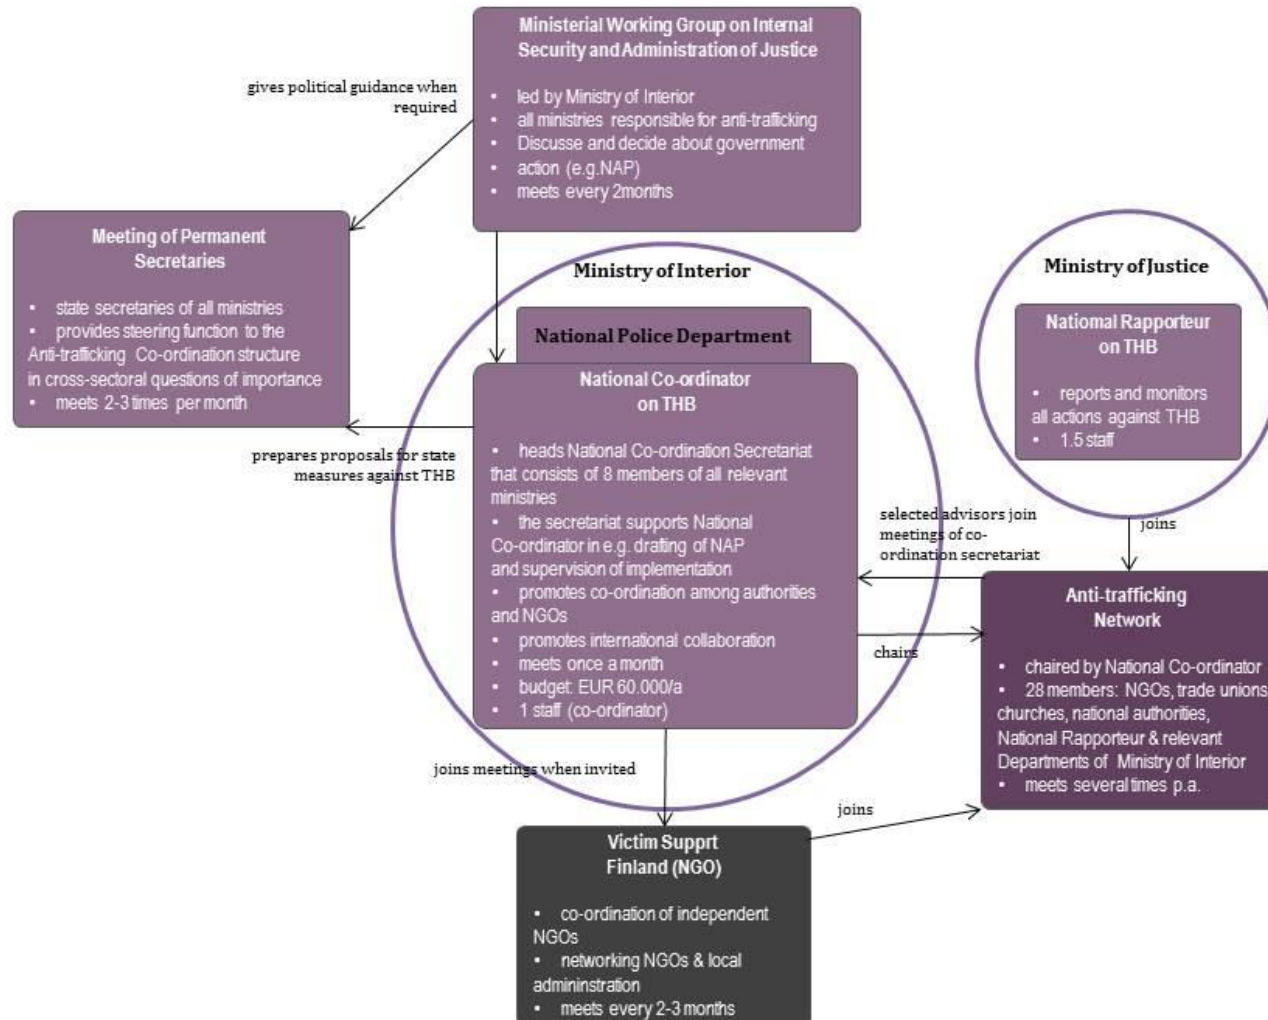 Ministerial Working Group on Internal
Security and Administration of Justice
• led by Ministry of Interior
• all ministries responsible for anti-trafficking
• Discusse and decide about government
• action (e.g.NAP)
• meets every 2months
gives political guidance when
required
Meeting of Permanent
Secretaries
• state secretaries of all ministries
• provides steering function to the
Anti-trafficking Co-ordination structure
in cross-sectoral questions of importance
• meets 2-3 times per month
Ministry of Interior
National Police Department
National Co-ordinator
on THB
• heads National Co-ordination Secretariat
that consists of 8 members of all relevant
ministries
• the secretariat supports National
Co-ordinator in e.g. drafting of NAP
and supervision of implementation
• promotes co-ordination among authorities
and NGOs
• promotes international collaboration
• meets once a month
• budget: EUR 60.000/a
• 1 staff (co-ordinator)
prepares proposals for state
measures against THB
Ministry of Justice
Natiomal Rapporteur
on THB
• reports and monitors
all actions against THB
• 1.5 staff
selected advisors join
meetings of co-
ordination secretariat
joins
chairs
Anti-trafficking
Network
• chaired by National Co-ordinator
• 28 members: NGOs, trade unions
churches, national authorities,
National Rapporteur & relevant
Departments of Ministry of Interior
• meets several times p.a.
joins meetings when invited
joins
Victim Supprt
Finland (NGO)
• co-ordination of independent
NGOs
• networking NGOs & local
admininstration
• meets every 2-3 months